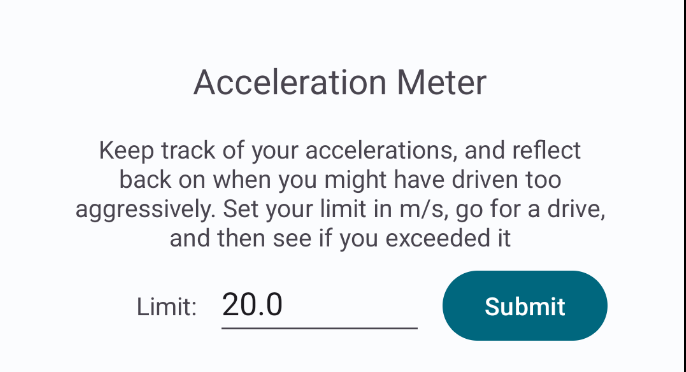 Acceleration Meter
Keep track of your accelerations, and reflect
back on when you might have driven too
aggressively. Set your limit in m/s, go for a drive,
and then see if you exceeded it
Limit: 20.0 Submit